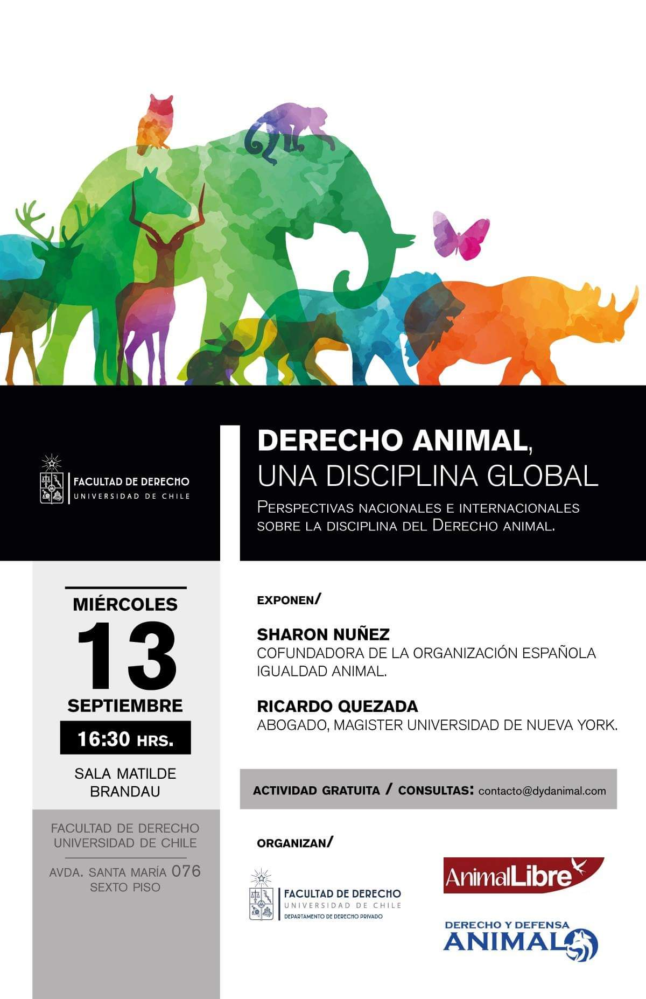 DERECHO ANIMAL,
UNA DISCIPLINA GLOBAL
PERSPECTIVAS NACIONALES E INTERNACIONALES
SOBRE LA DISCIPLINA DEL DERECHO ANIMAL.
FACULTAD DE DERECHO
UNIVERSIDAD DE CHILE
MIÉRCOLES
13
SEPTIEMBRE
16:30 HRS.
SALA MATILDE
BRANDAU
FACULTAD DE DERECHO
UNIVERSIDAD DE CHILE
AVDA. SANTA MARÍA 076
SEXTO PISO
EXPONEN/
SHARON NUÑEZ
COFUNDADORA DE LA ORGANIZACIÓN ESPAÑOLA
IGUALDAD ANIMAL.
RICARDO QUEZADA
ABOGADO, MAGISTER UNIVERSIDAD DE NUEVA YORK.
ACTIVIDAD GRATUITA / CONSULTAS: contacto@dydanimal.com
ORGANIZAN/
FACULTAD DE DERECHO
UNIVERSIDAD DE CHILE
DEPARTAMENTO DE DERECHO PRIVADO
AnimalLibre
DERECHO Y DEFENSA
ANIMAL